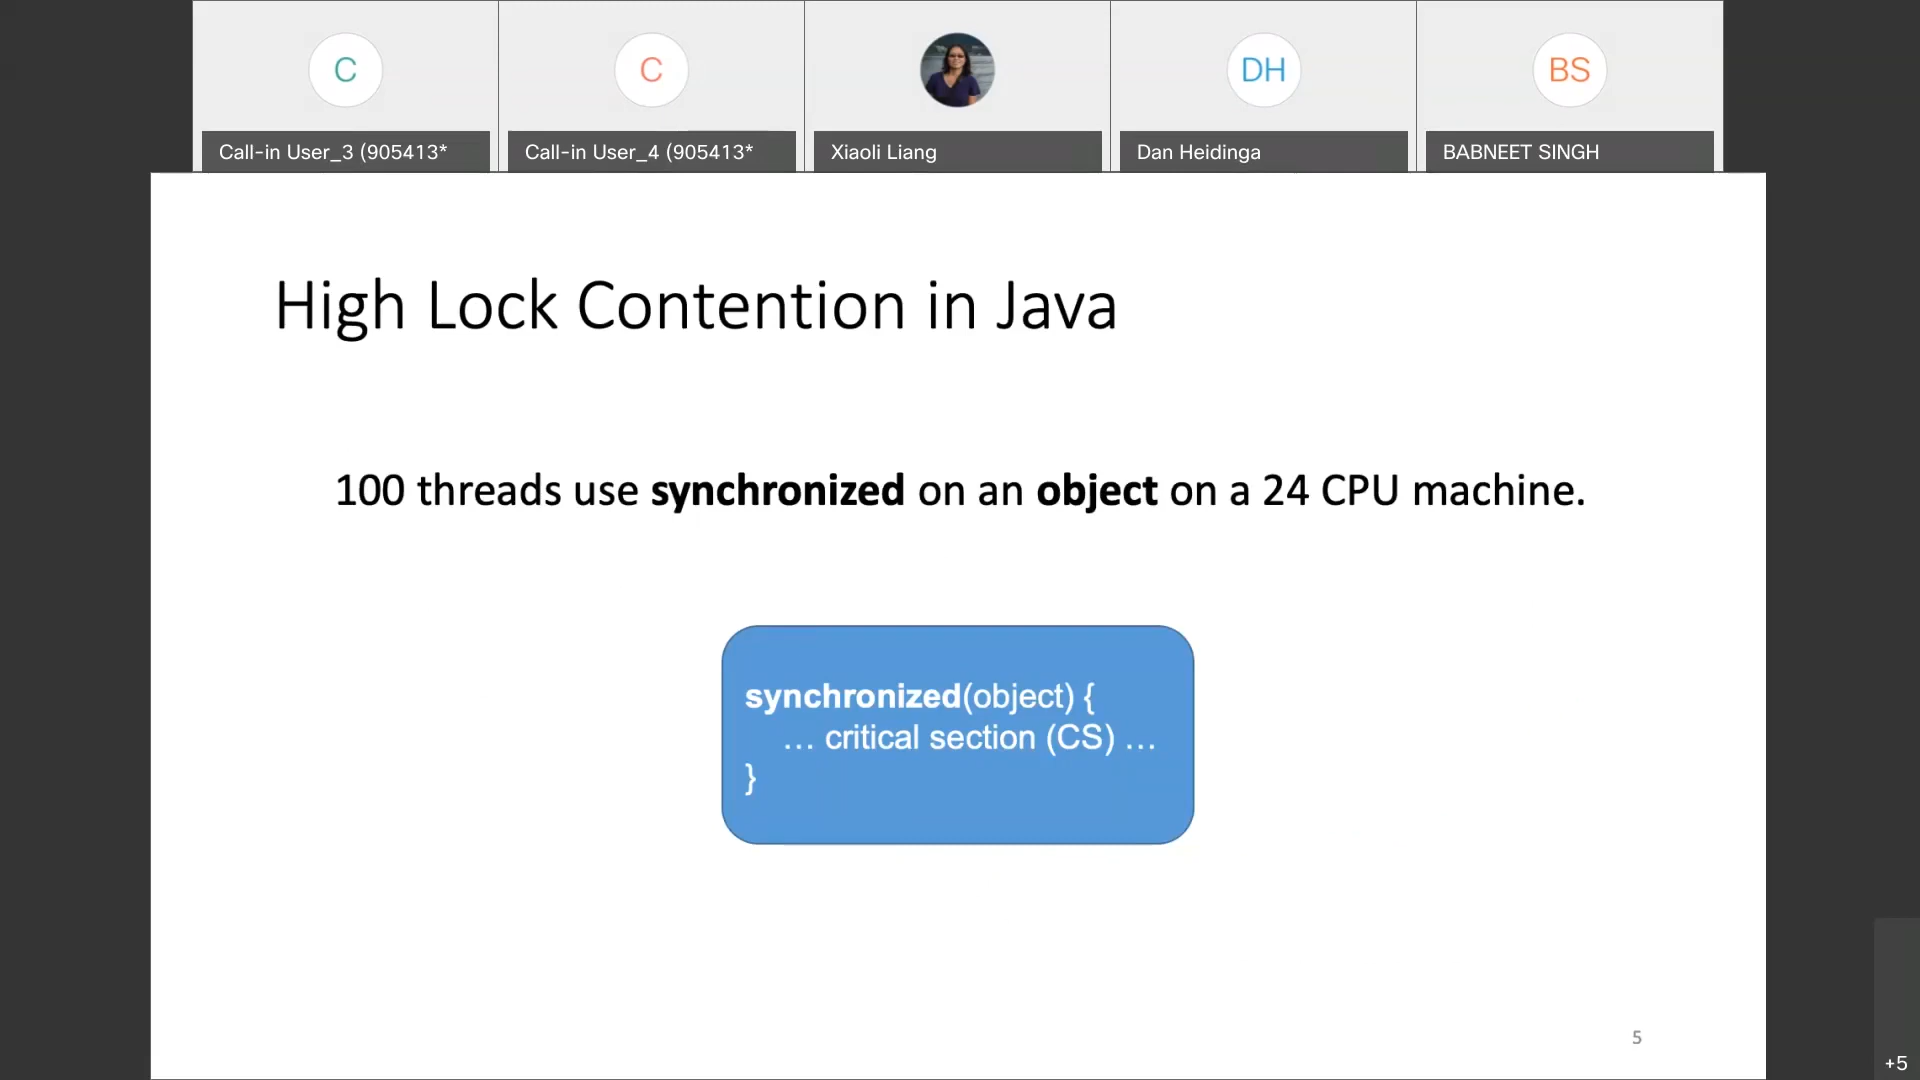 C
C
DH
BS
Call-in User_3 (905413*
Call-in User_4 (905413*
Xiaoli Liang
Dan Heidinga
BABNEET SINGH
High Lock Contention in Java
100 threads use synchronized on an object on a 24 CPU machine.
synchronized(object) {
... critical section (CS) ...
}
5
+5